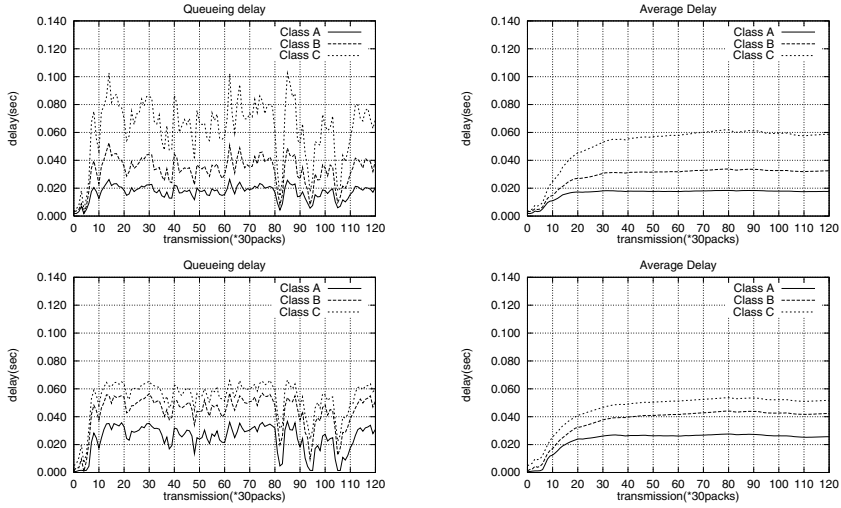 Queueing delay
0.140
0.120
0.100
0.080
0.060
0.040
0.020
0.000
delay(sec)
Class A
Class B
Class C
0 10 20 30 40 50 60 70 80 90 100 110 120
transmission(*30packs)
Average Delay
0.140
0.120
0.100
0.080
0.060
0.040
0.020
0.000
delay(sec)
Class A
Class B
Class C
0 10 20 30 40 50 60 70 80 90 100 110 120
transmission(*30packs)
Queueing delay
0.140
0.120
0.100
0.080
0.060
0.040
0.020
0.000
delay(sec)
Class A
Class B
Class C
0 10 20 30 40 50 60 70 80 90 100 110 120
transmission(*30packs)
Average Delay
0.140
0.120
0.100
0.080
0.060
0.040
0.020
0.000
delay(sec)
Class A
Class B
Class C
0 10 20 30 40 50 60 70 80 90 100 110 120
transmission(*30packs)